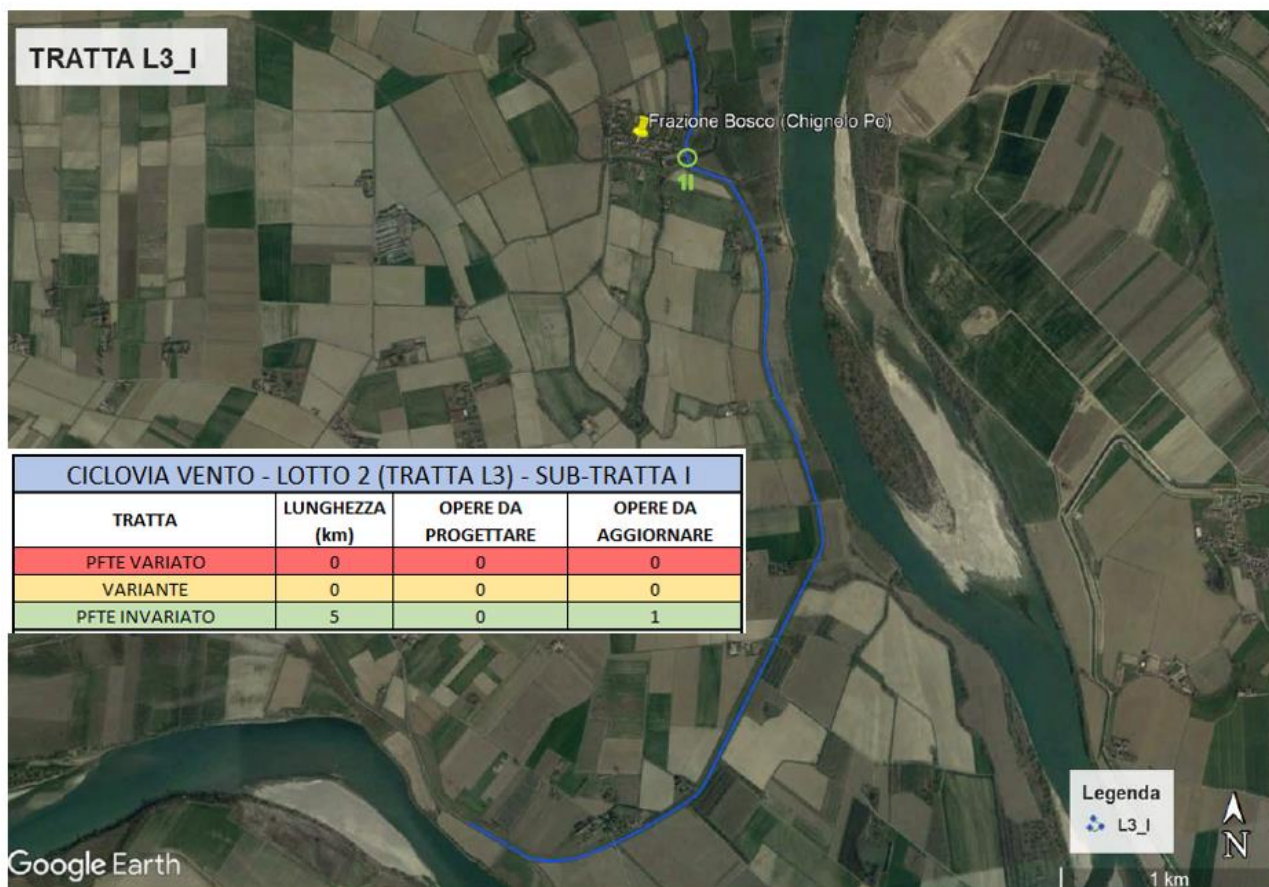 TRATTA L3_I
Frazione Bosco (Chignolo Po)
1I
CICLOVIA VENTO - LOTTO 2 (TRATTA L3) - SUB-TRATTA I
TRATTA LUNGHEZZA (km) OPERE DA PROGETTARE OPERE DA AGGIORNARE
PFTE VARIATO 0 0 0
VARIANTE 0 0 0
PFTE INVARIATO 5 0 1
Legenda
L3_I
N
Google Earth
1 km